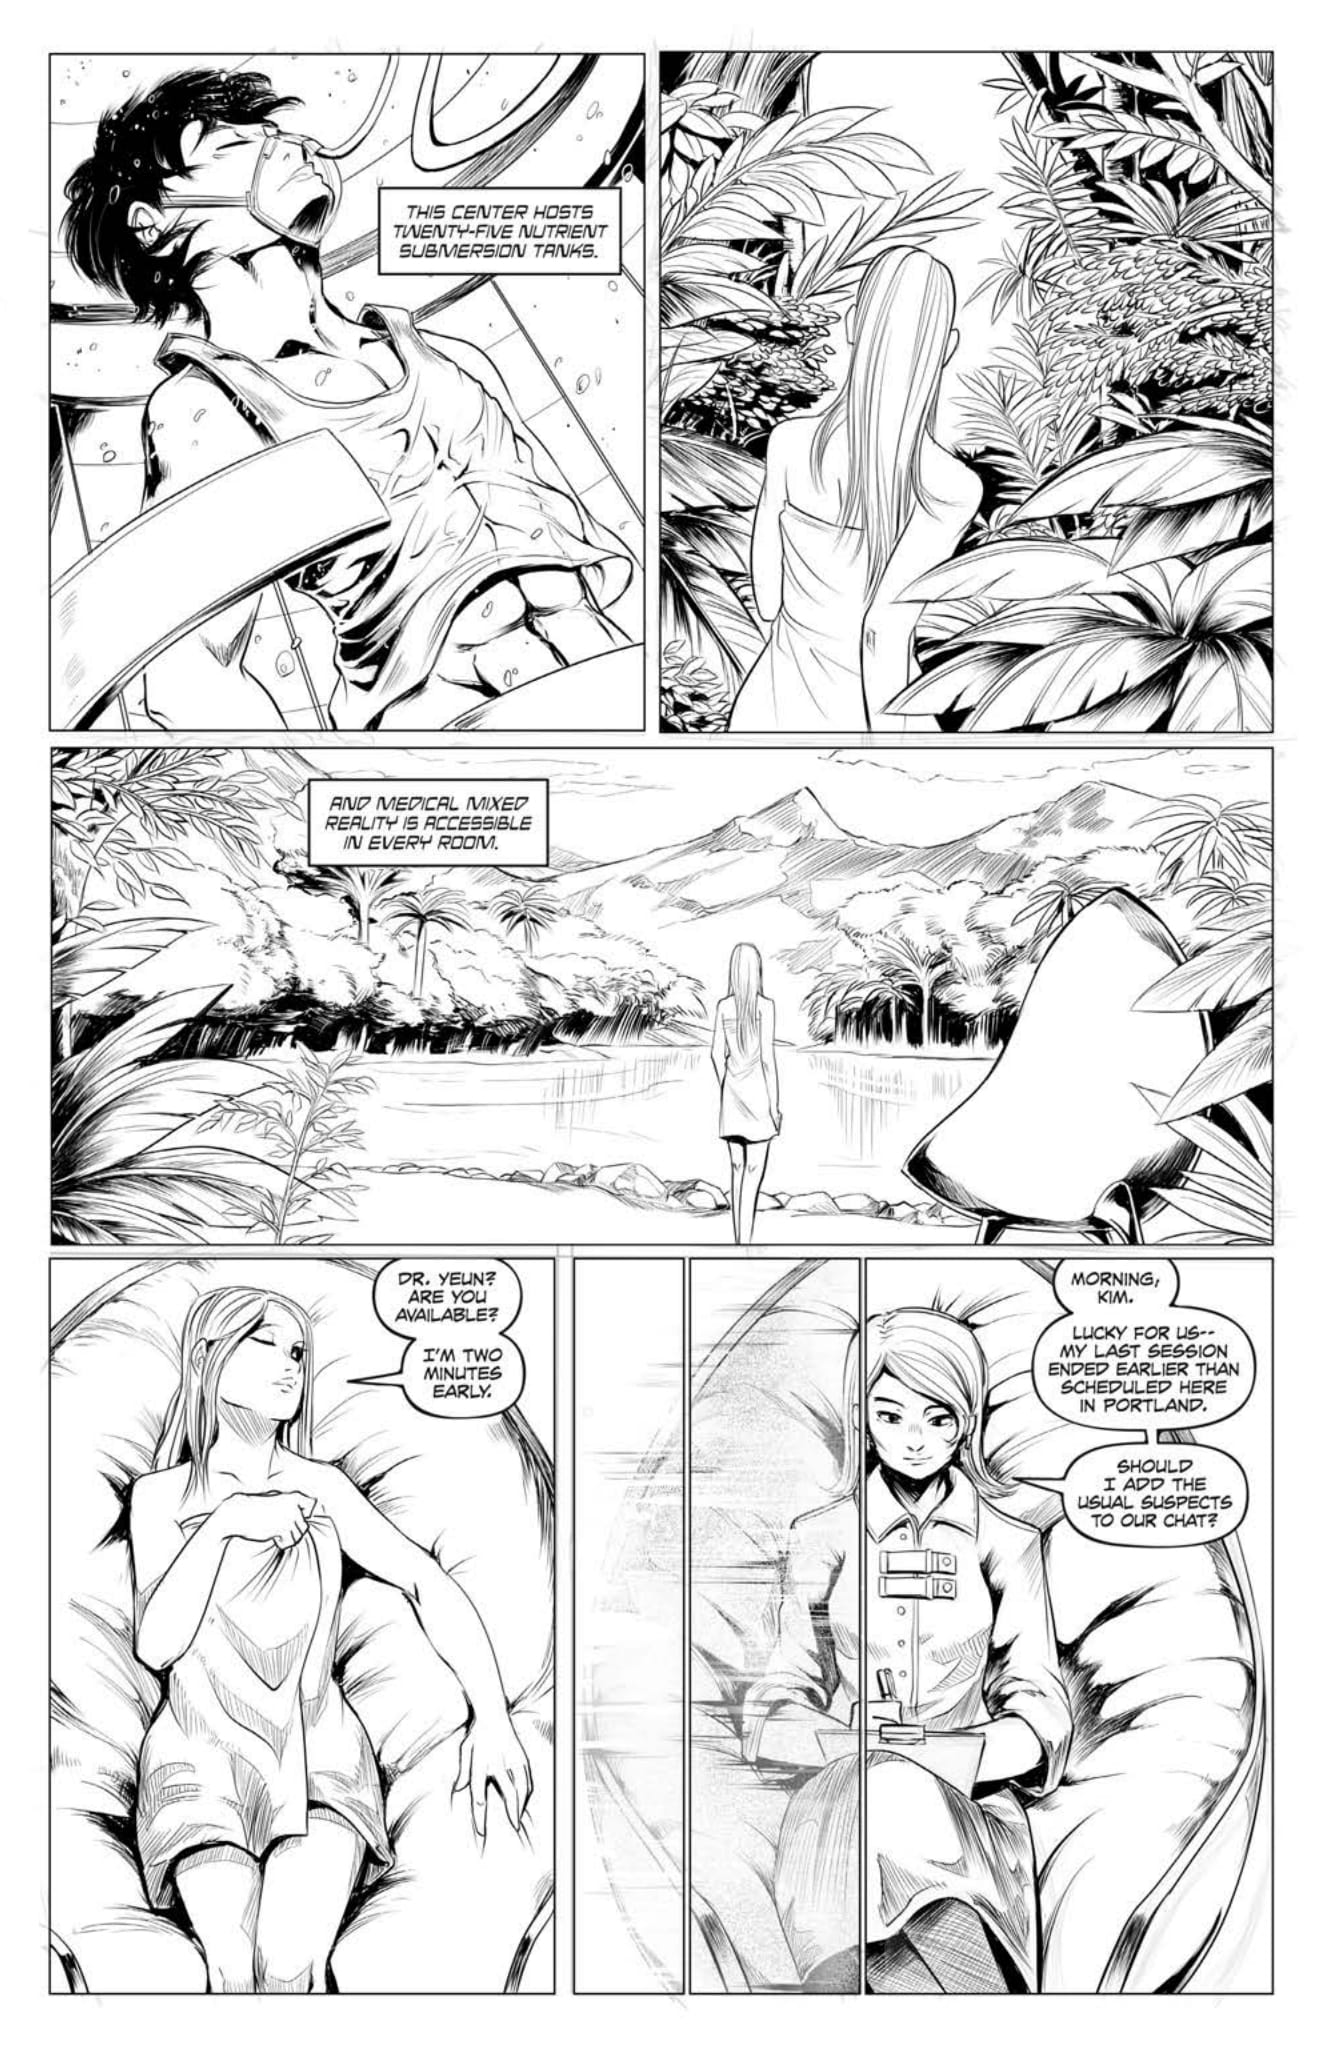 THIS CENTER HOSTS
TWENTY-FIVE NUTRIENT
SUBMERSION TANKS.
AND MEDICAL MIXED
REALITY IS ACCESSIBLE
IN EVERY ROOM.
DR. YEUN?
ARE YOU
AVAILABLE?
I'M TWO
MINUTES
EARLY.
MORNING,
KIM.
LUCKY FOR US--
MY LAST SESSION
ENDED EARLIER THAN
SCHEDULED HERE
IN PORTLAND.
SHOULD
I ADD THE
USUAL SUSPECTS
TO OUR CHAT?